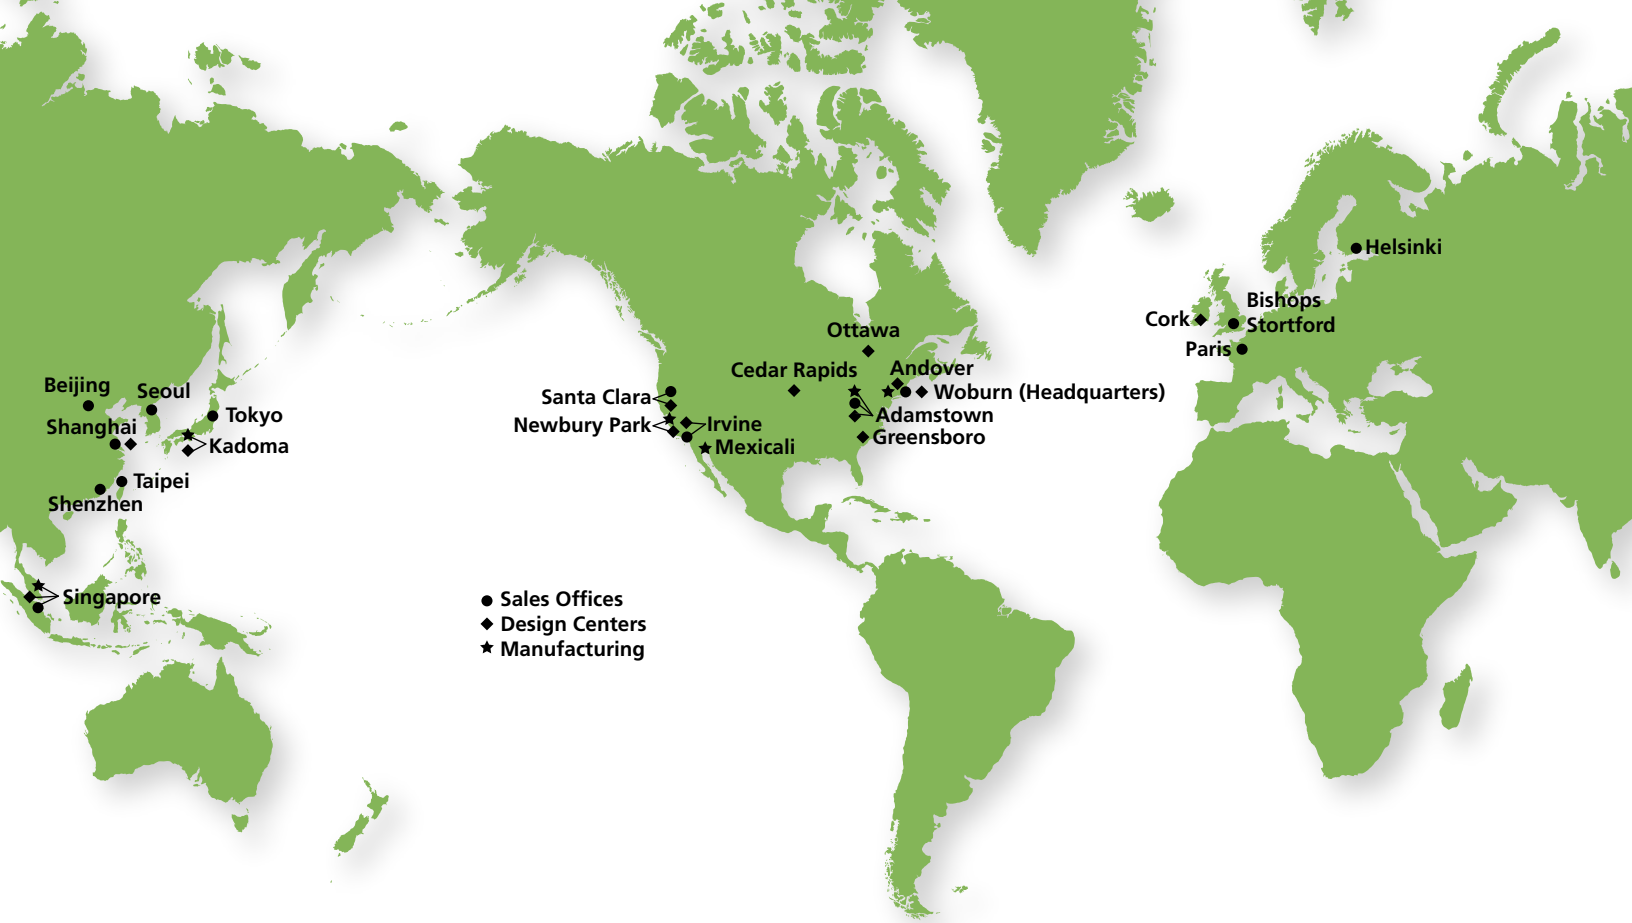 Beijing
Seoul
Shanghai
Tokyo
Kadoma
Taipei
Shenzhen
Singapore
Sales Offices
Design Centers
Manufacturing
Santa Clara
Newbury Park
Irvine
Mexicali
Ottawa
Cedar Rapids
Andover
Woburn (Headquarters)
Adamstown
Greensboro
Helsinki
Bishops
Stortford
Cork
Paris